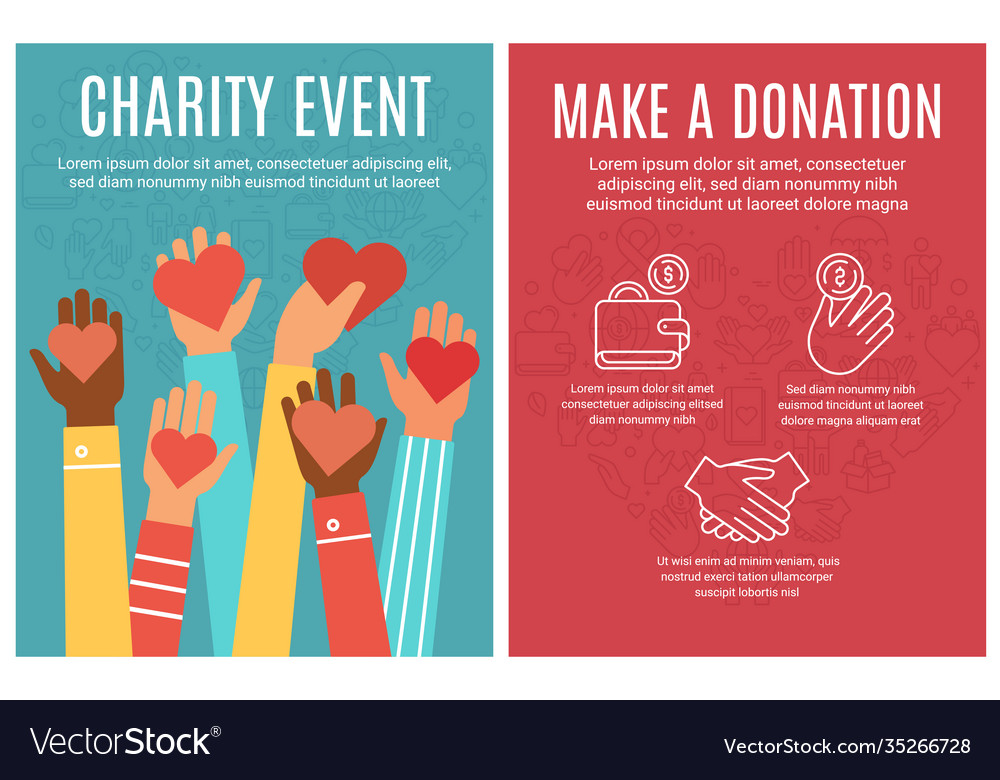 CHARITY EVENT
Lorem ipsum dolor sit amet, consectetuer adipiscing elit,
sed diam nonummy nibh euismod tincidunt ut laoreet
MAKE A DONATION
Lorem ipsum dolor sit amet, consectetuer
adipiscing elit, sed diam nonummy nibh
euismod tincidunt ut laoreet dolore magna
$
Lorem ipsum dolor sit amet
consectetuer adipiscing elitsed
diam nonummy nibh
Sed diam nonummy nibh
euismod tincidunt ut laoreet
dolore magna aliquam erat
Ut wisi enim ad minim veniam, quis
nostrud exerci tation ullamcorper
suscipit lobortis nisl
VectorStock®
VectorStock.com/35266728